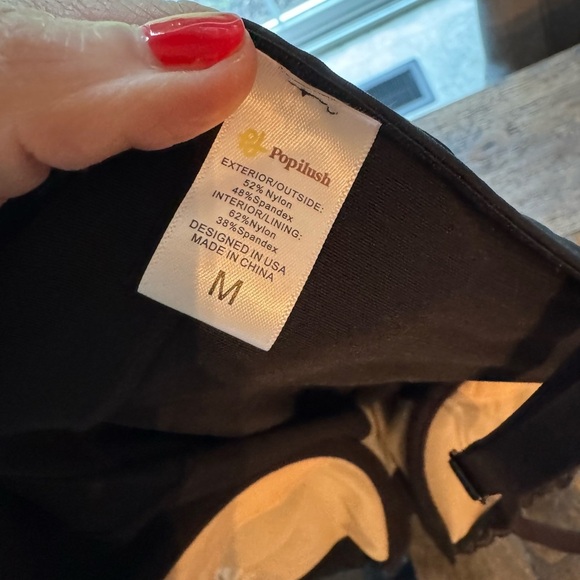 Popilush
EXTERIOR/OUTSIDE:
52% Nylon
48%Spandex
INTERIOR/LINING:
62%Nylon
38%Spandex
DESIGNED IN USA
MADE IN CHINA
M